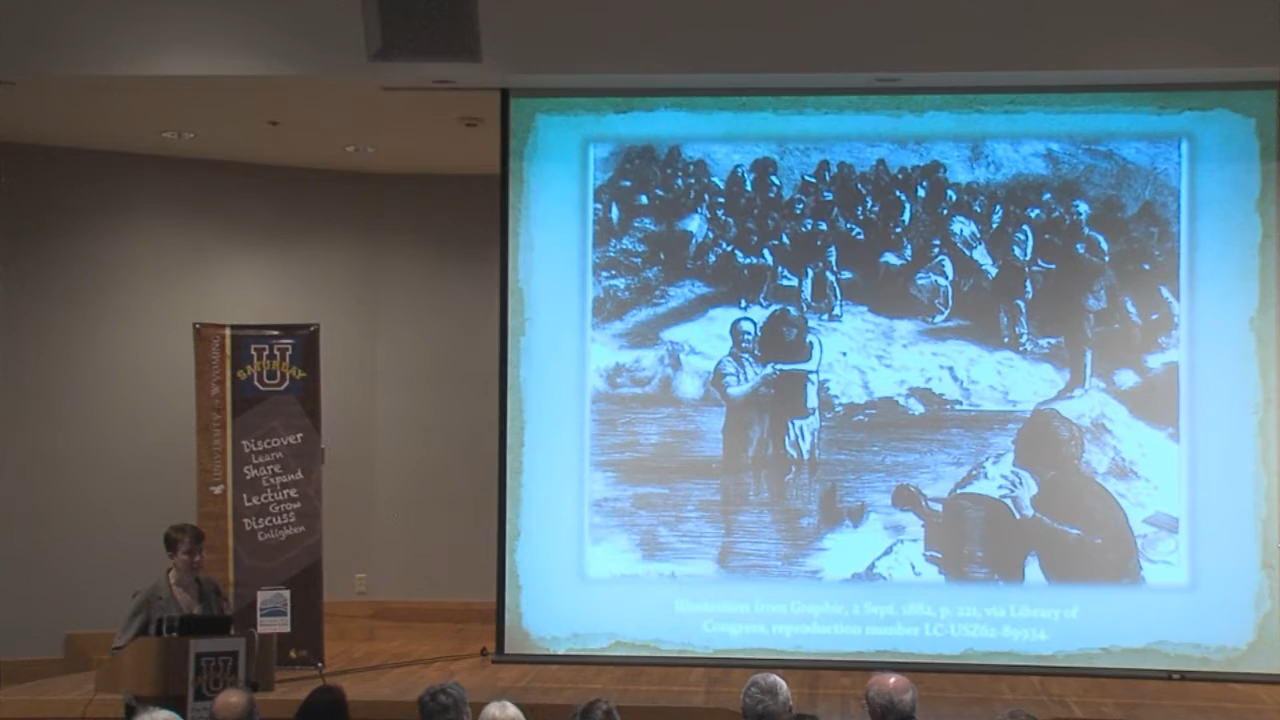 UNIVERSITY OF WYOMING
U
SATURDAY
Discover
Learn
Share
Expand
Lecture
Grow
Discuss
Enlighten
U
Illustration from Graphic, 2 Sept. 1882, p. 221, via Library of
Congress, reproduction number LC-USZ62-89934.